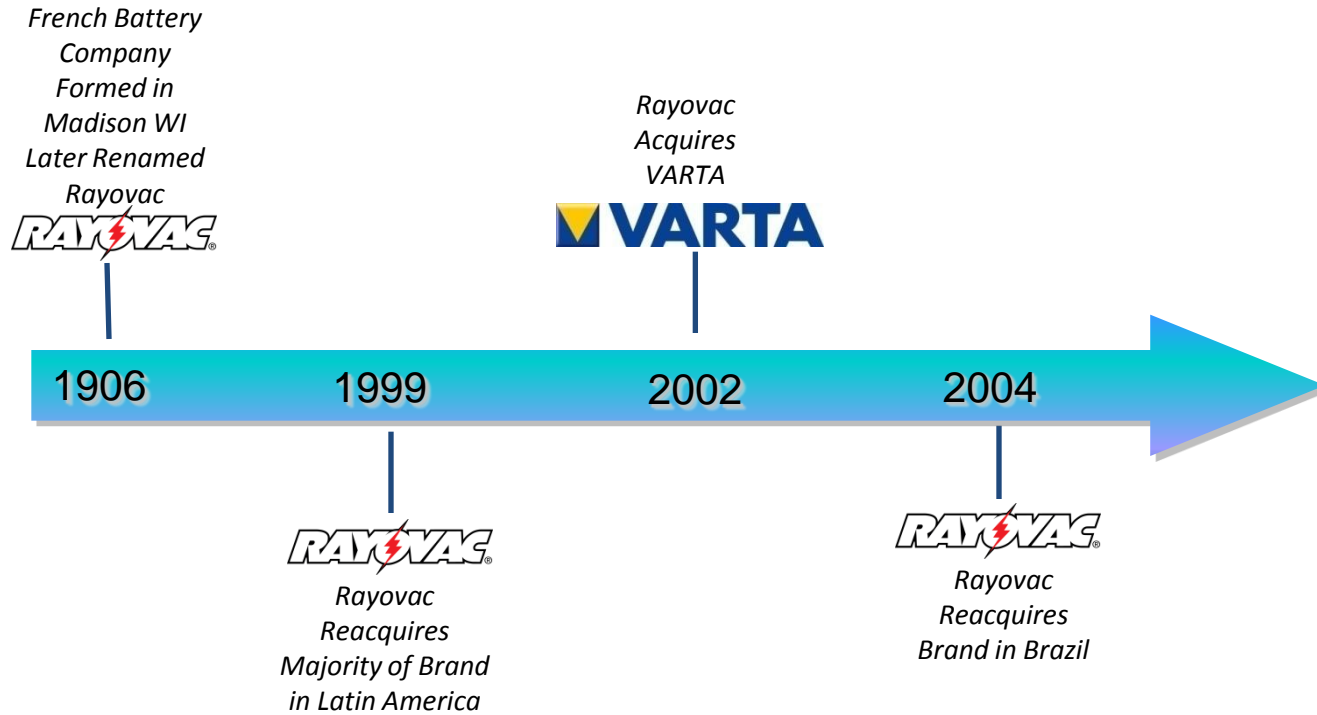 French Battery
Company
Formed in
Madison WI
Later Renamed
Rayovac
RAYOVAC®
Rayovac
Acquires
VARTA
VARTA
1906
1999
2002
2004
RAYOVAC®
Rayovac
Reacquires
Majority of Brand
in Latin America
RAYOVAC®
Rayovac
Reacquires
Brand in Brazil